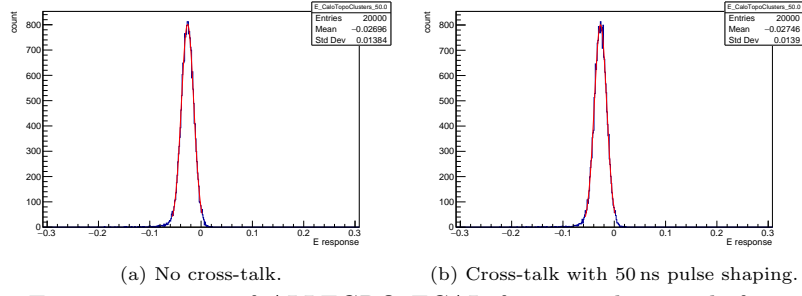 E_CaloTopoClusters_50.0
Entries 20000
Mean −0.02696
Std Dev 0.01384
count
800
700
600
500
400
300
200
100
0
−0.3 −0.2 −0.1 0 0.1 0.2 0.3
E response
(a) No cross-talk.
E_CaloTopoClusters_50.0
Entries 20000
Mean −0.02746
Std Dev 0.0139
count
800
700
600
500
400
300
200
100
0
−0.3 −0.2 −0.1 0 0.1 0.2 0.3
E response
(b) Cross-talk with 50 ns pulse shaping.